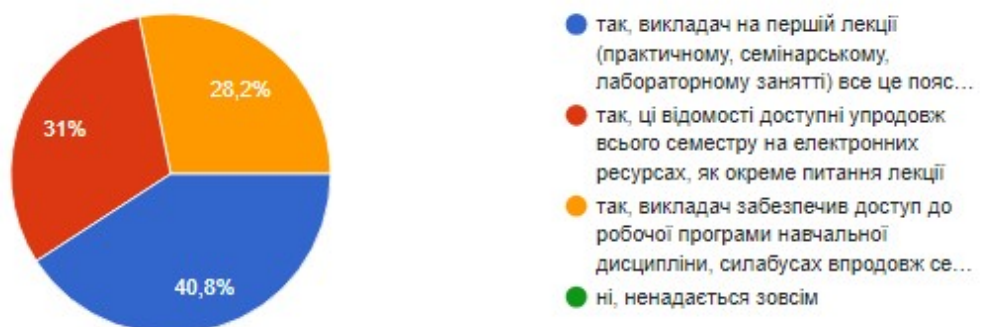 28,2%
31%
40,8%
так, викладач на першій лекції
(практичному, семінарському,
лабораторному занятті) все це пояс…
так, ці відомості доступні упродовж
всього семестру на електронних
ресурсах, як окреме питання лекції
так, викладач забезпечив доступ до
робочої програми навчальної
дисципліни, силабусах впродовж се…
ні, ненадається зовсім